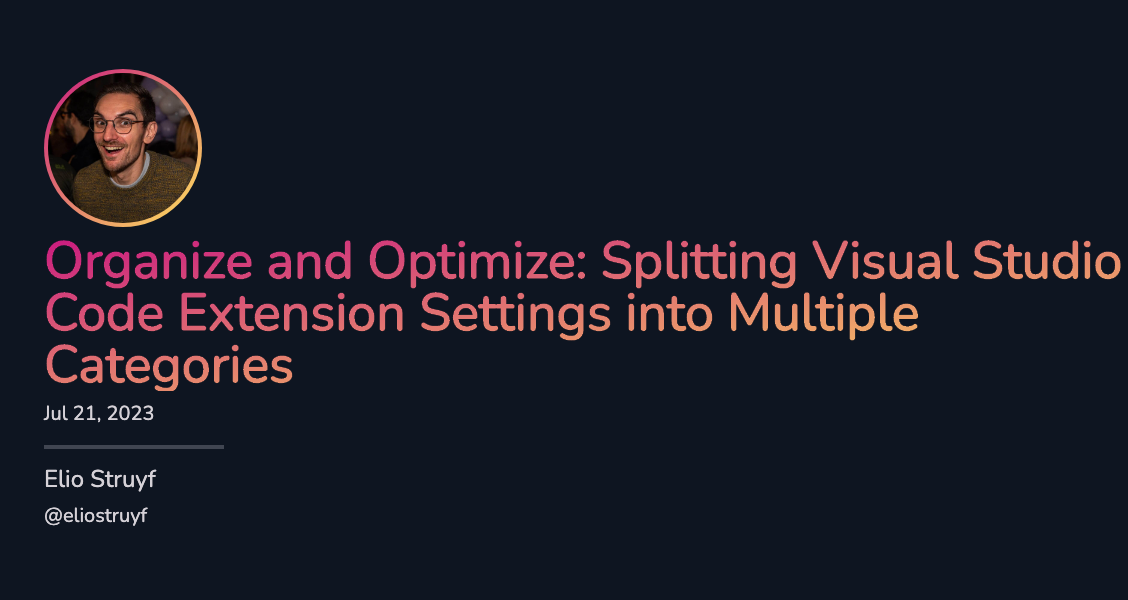 Organize and Optimize: Splitting Visual Studio
Code Extension Settings into Multiple
Categories
Jul 21, 2023
Elio Struyf
@eliostruyf